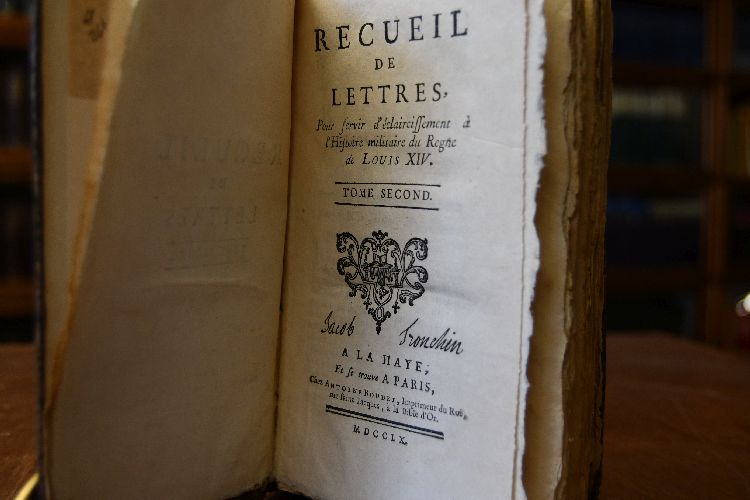 RECUEIL
DE
LETTRES,
Pour servir d'éclaircissement à
l'Histoire militaire du Regne
de LOUIS XIV.
TOME SECOND.
Jacob Tronchin
A LA HAYE;
Et se trouve A PARIS,
Chez ANTOINE BOUDET, Imprimeur du Roi,
rue Saint Jacques, à la Bible d'Or.
MDCCLX.